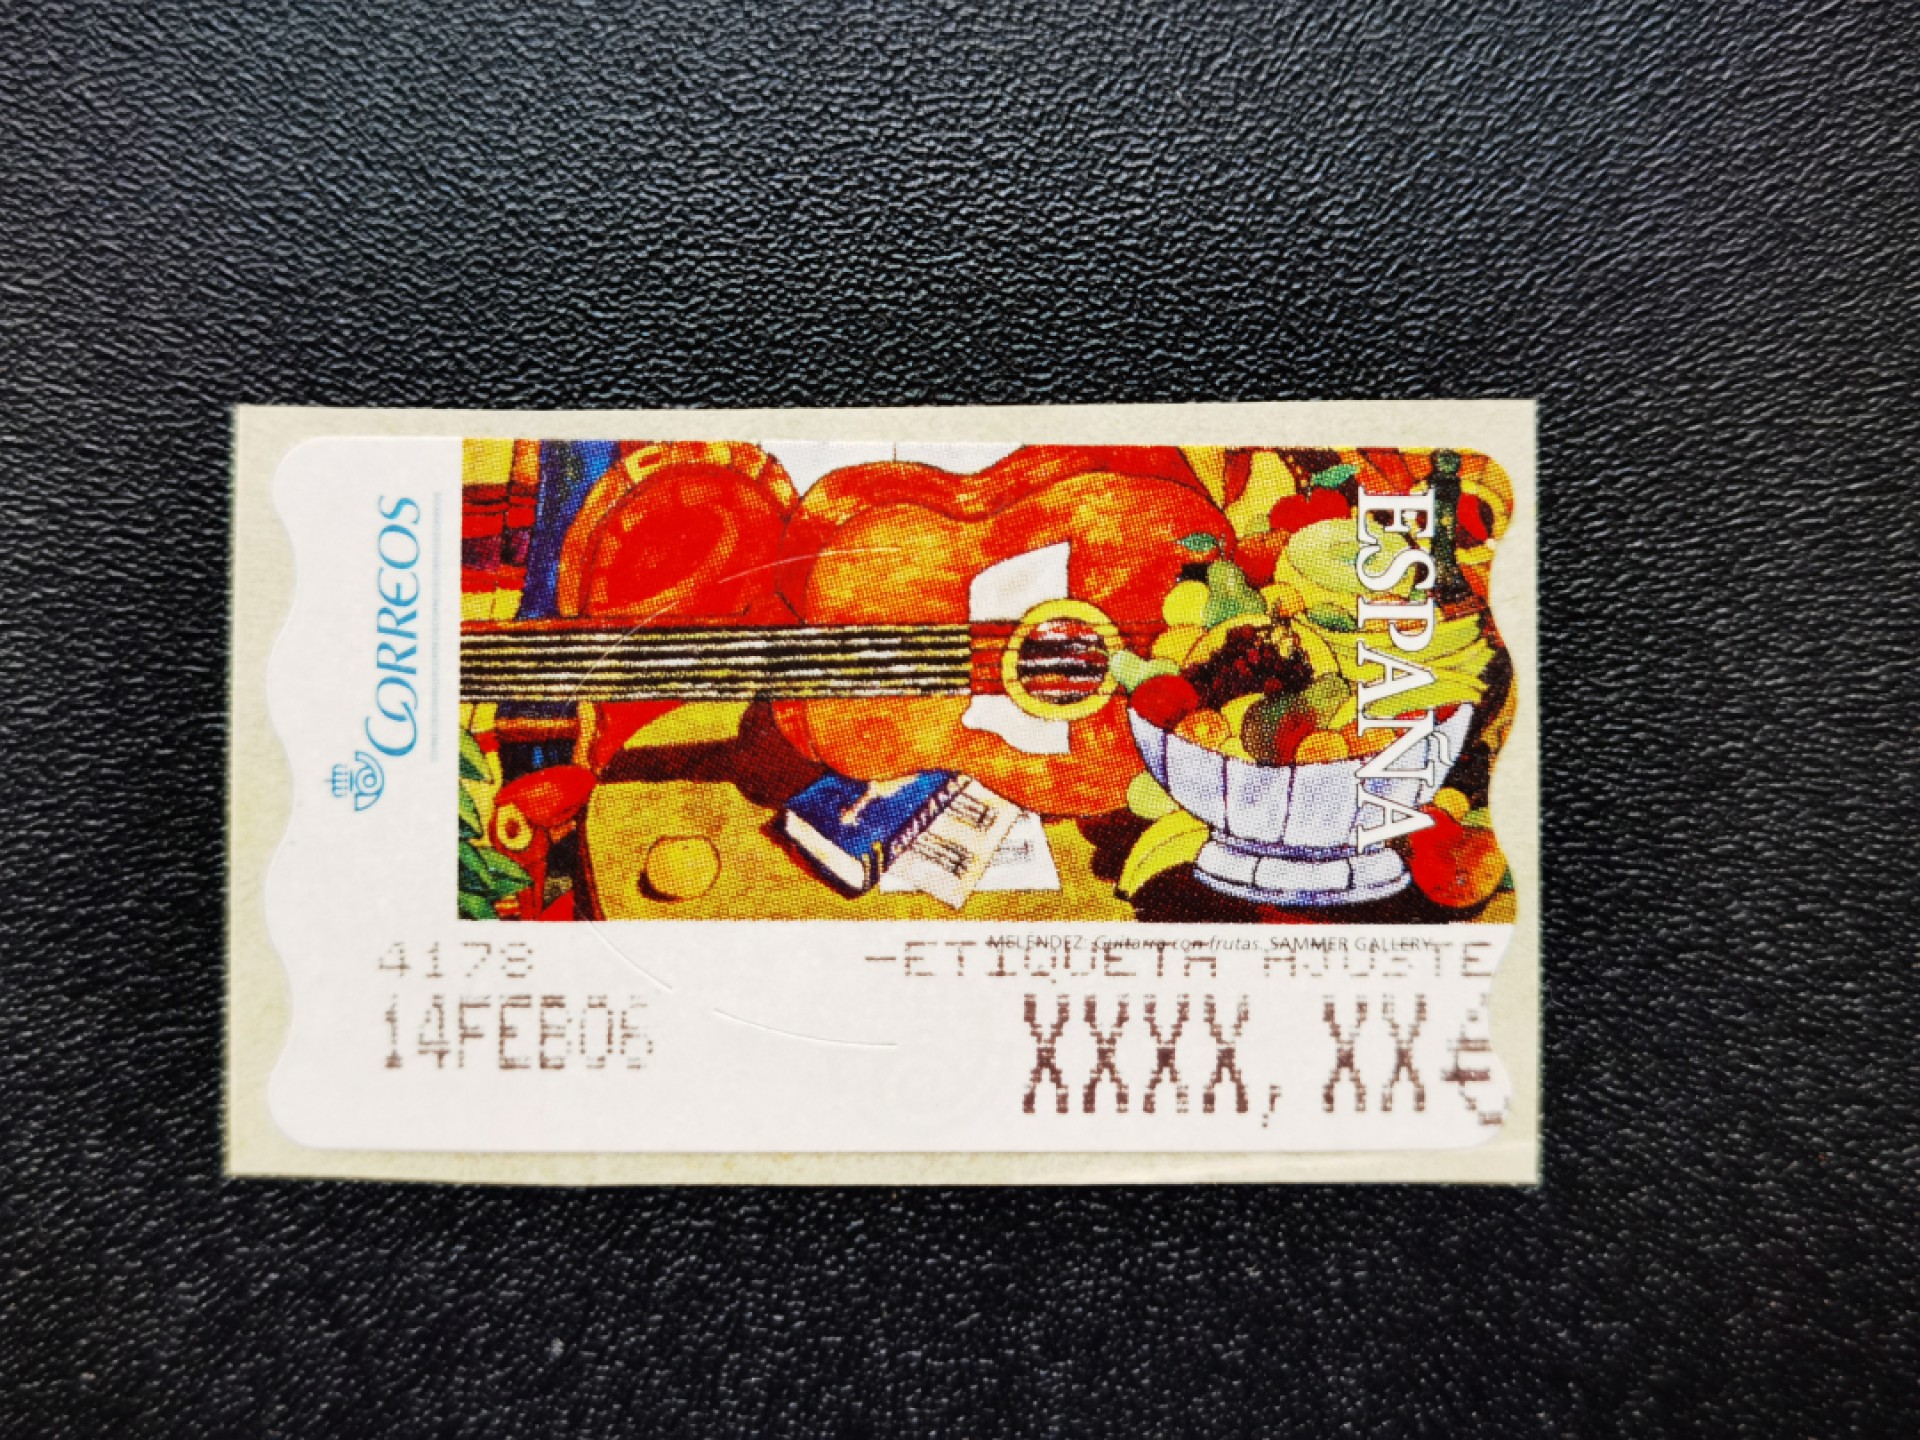 CORREOS
ESPAÑA
MELÉNDEZ: Guitarra con frutas. SAMMER GALLERY
4178
-ETIQUETA AJUSTE
14FEB06
XXXX,XX€